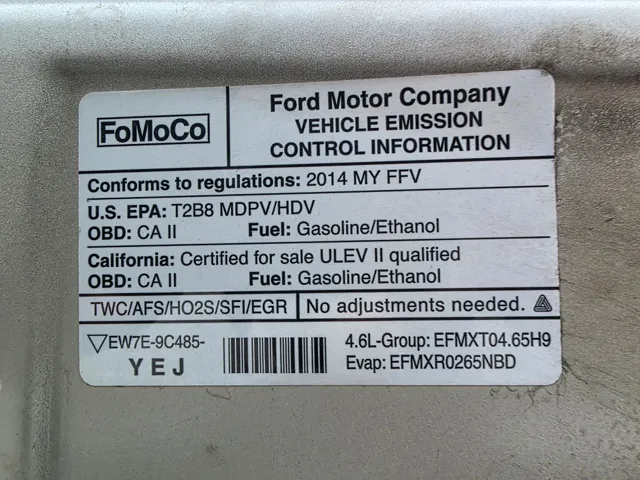 FoMoCo
Ford Motor Company
VEHICLE EMISSION
CONTROL INFORMATION
Conforms to regulations: 2014 MY FFV
U.S. EPA: T2B8 MDPV/HDV
OBD: CA II Fuel: Gasoline/Ethanol
California: Certified for sale ULEV II qualified
OBD: CA II Fuel: Gasoline/Ethanol
TWC/AFS/HO2S/SFI/EGR
No adjustments needed.
EW7E-9C485-
YEJ
4.6L-Group: EFMXT04.65H9
Evap: EFMXR0265NBD